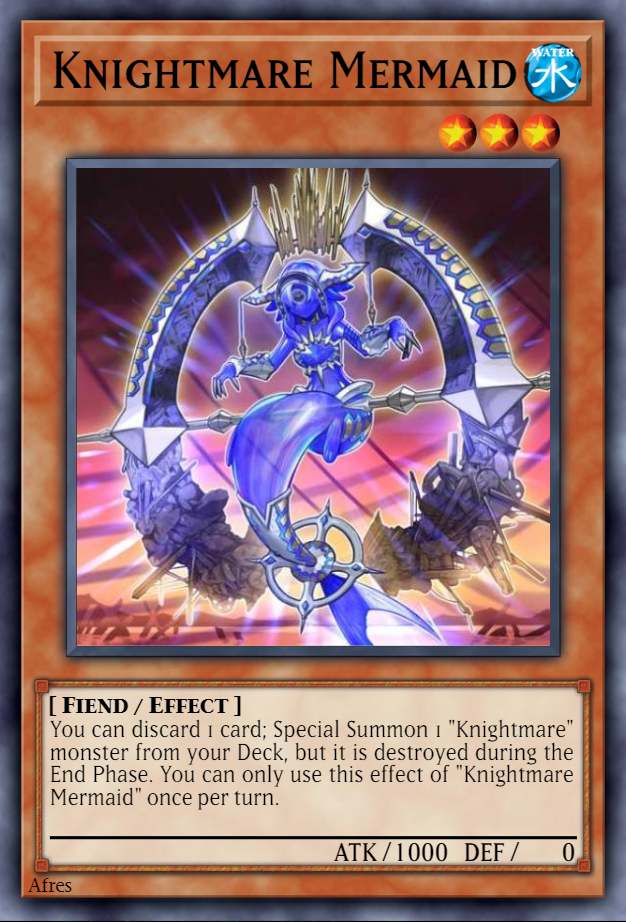 Knightmare Mermaid
WATER
水
[ Fiend / Effect ]
You can discard 1 card; Special Summon 1 "Knightmare"
monster from your Deck, but it is destroyed during the
End Phase. You can only use this effect of "Knightmare
Mermaid" once per turn.
ATK / 1000 DEF / 0
Afres